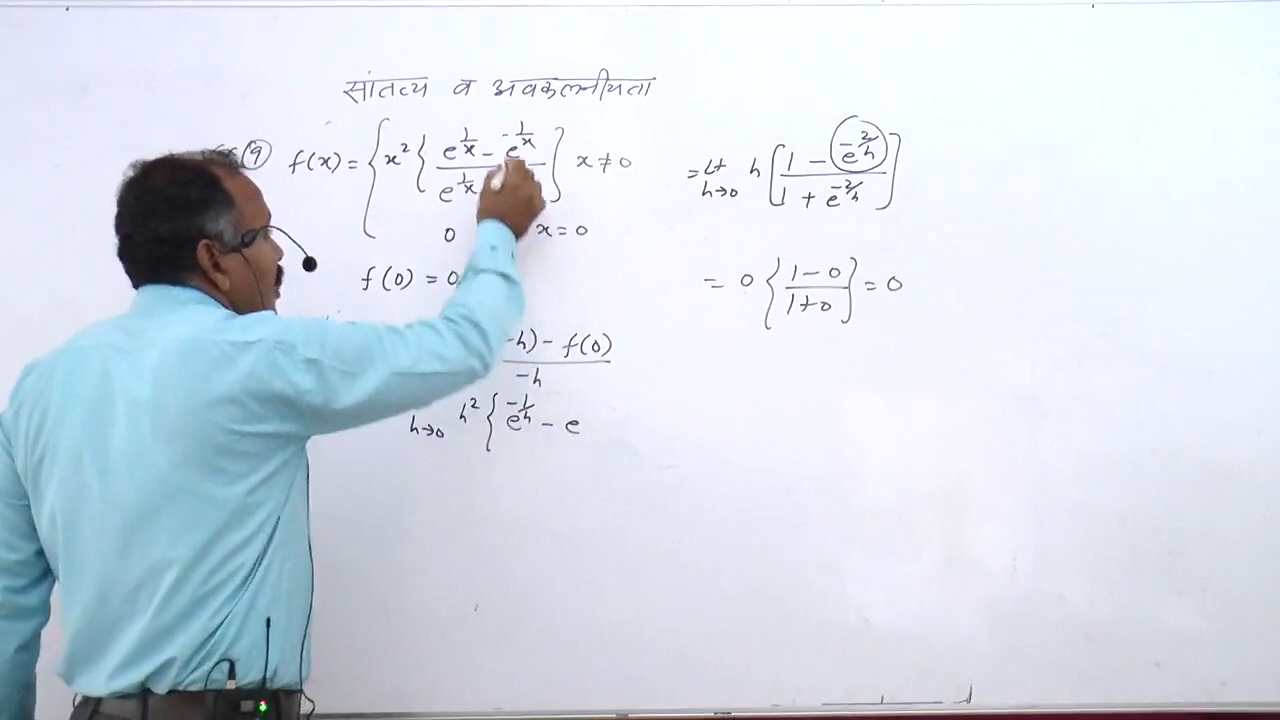 सांतत्य व अवकलनीयता
9 f(x) = { x² { e^{1/x} - e^{-1/x} / e^{1/x} } x ≠ 0
0 x = 0
f(0) = 0
-h) - f(0) / -h
h→0 h² { e^{-1/h} - e
= Lt h→0 h [ 1 - e^{-2/h} / 1 + e^{-2/h} ]
= 0 { 1 - 0 / 1 + 0 } = 0